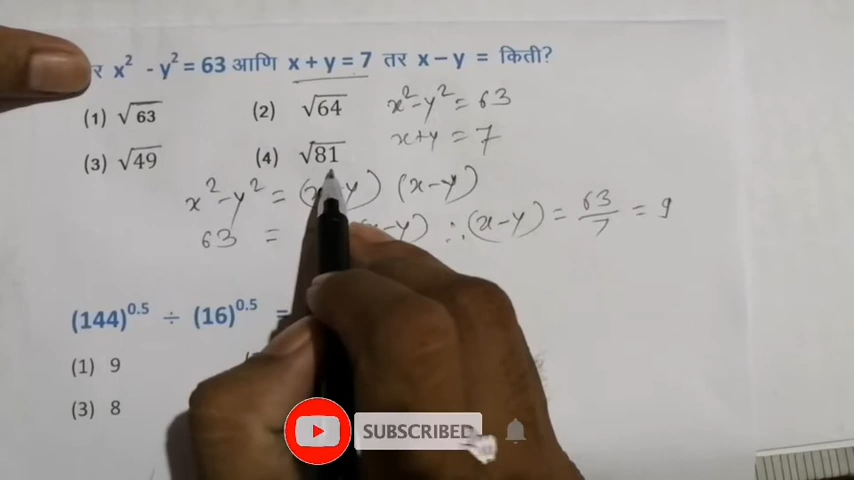 र x² - y² = 63 आणि x + y = 7 तर x – y = किती?
(1) √63 (2) √64 x² - y² = 63
x + y = 7
(3) √49 (4) √81
x² - y² = (x y) (x - y)
63 = (x - y) ∴ (x - y) = 63/7 = 9
(144)^0.5 ÷ (16)^0.5 =
(1) 9
(3) 8
SUBSCRIBED